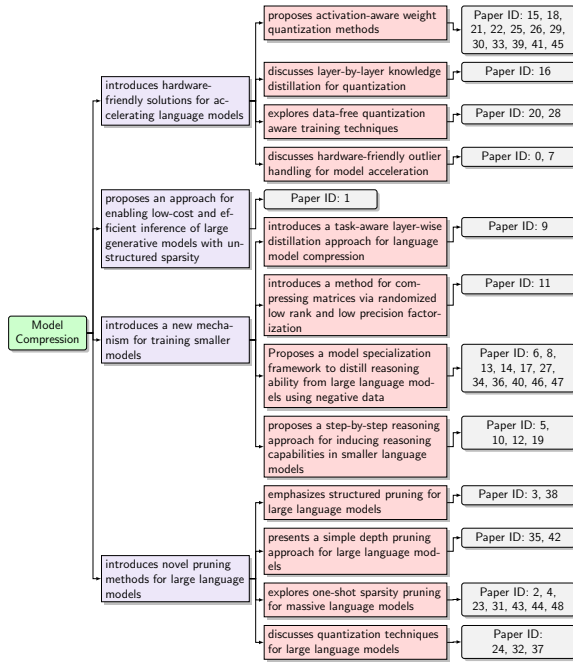 Model
Compression
introduces hardware-
friendly solutions for ac-
celerating language models
proposes activation-aware weight
quantization methods
Paper ID: 15, 18,
21, 22, 25, 26, 29,
30, 33, 39, 41, 45
discusses layer-by-layer knowledge
distillation for quantization
Paper ID: 16
explores data-free quantization
aware training techniques
Paper ID: 20, 28
discusses hardware-friendly outlier
handling for model acceleration
Paper ID: 0, 7
proposes an approach for
enabling low-cost and ef-
ficient inference of large
generative models with un-
structured sparsity
Paper ID: 1
introduces a new mecha-
nism for training smaller
models
introduces a task-aware layer-wise
distillation approach for language
model compression
Paper ID: 9
introduces a method for com-
pressing matrices via randomized
low rank and low precision factor-
ization
Paper ID: 11
Proposes a model specialization
framework to distill reasoning
ability from large language mod-
els using negative data
Paper ID: 6, 8,
13, 14, 17, 27,
34, 36, 40, 46, 47
proposes a step-by-step reasoning
approach for inducing reasoning
capabilities in smaller language
models
Paper ID: 5,
10, 12, 19
introduces novel pruning
methods for large language
models
emphasizes structured pruning for
large language models
Paper ID: 3, 38
presents a simple depth pruning
approach for large language mod-
els
Paper ID: 35, 42
explores one-shot sparsity pruning
for massive language models
Paper ID: 2, 4,
23, 31, 43, 44, 48
discusses quantization techniques
for large language models
Paper ID:
24, 32, 37